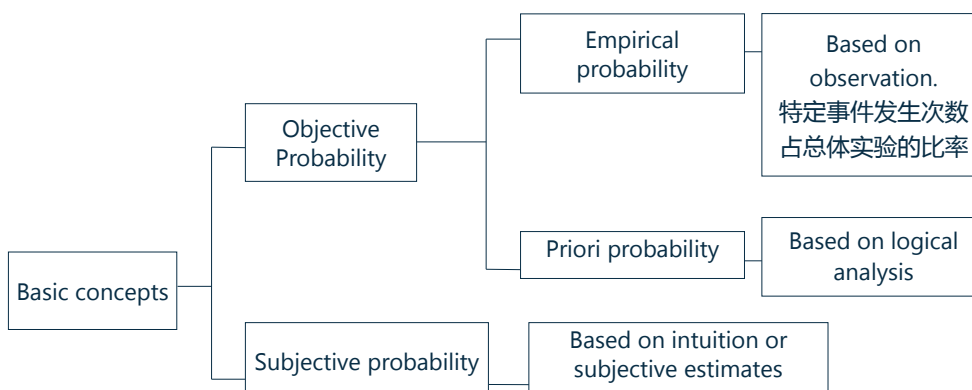 Empirical
probability
Based on
observation.
特定事件发生次数
占总体实验的比率
Objective
Probability
Priori probability
Based on logical
analysis
Basic concepts
Subjective probability
Based on intuition or
subjective estimates